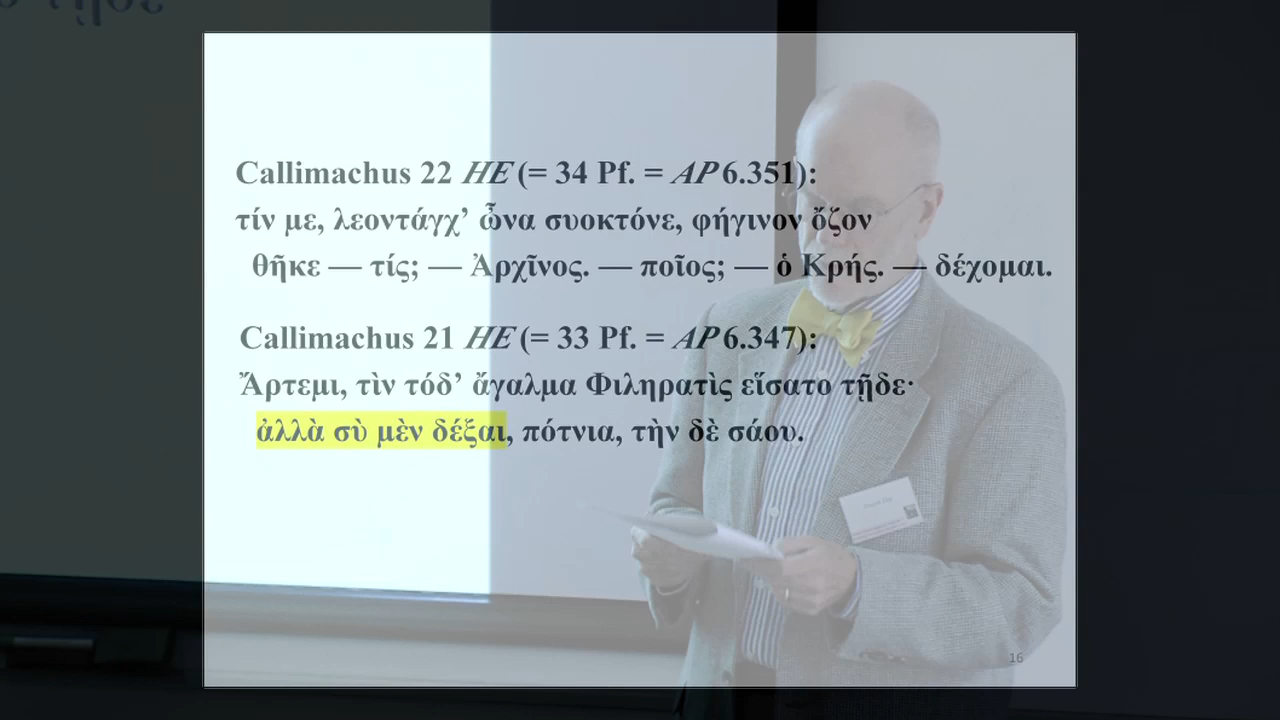 Callimachus 22 HE (= 34 Pf. = AP 6.351):
τίν με, λεοντάγχ’ ὦνα συοκτόνε, φήγινον ὄζον
θῆκε — τίς; — Ἀρχῖνος. — ποῖος; — ὁ Κρής. — δέχομαι.
Callimachus 21 HE (= 33 Pf. = AP 6.347):
Ἄρτεμι, τὶν τόδ’ ἄγαλμα Φιληρατὶς εἵσατο τῇδε·
ἀλλὰ σὺ μὲν δέξαι, πότνια, τὴν δὲ σάου.
16